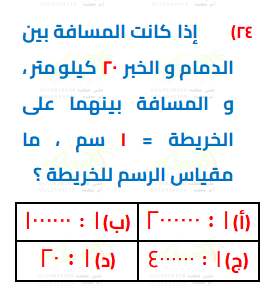 ٢٤) إذا كانت المسافة بين
الدمام و الخبر ٢٠ كيلو متر ،
و المسافة بينهما على
الخريطة = ١ سم ، ما
مقياس الرسم للخريطة ؟
(أ) ١ : ٢٠٠٠٠٠٠ (ب) ١ : ١٠٠٠٠٠٠
(ج) ١ : ٤٠٠٠٠٠٠ (د) ١ : ٢٠